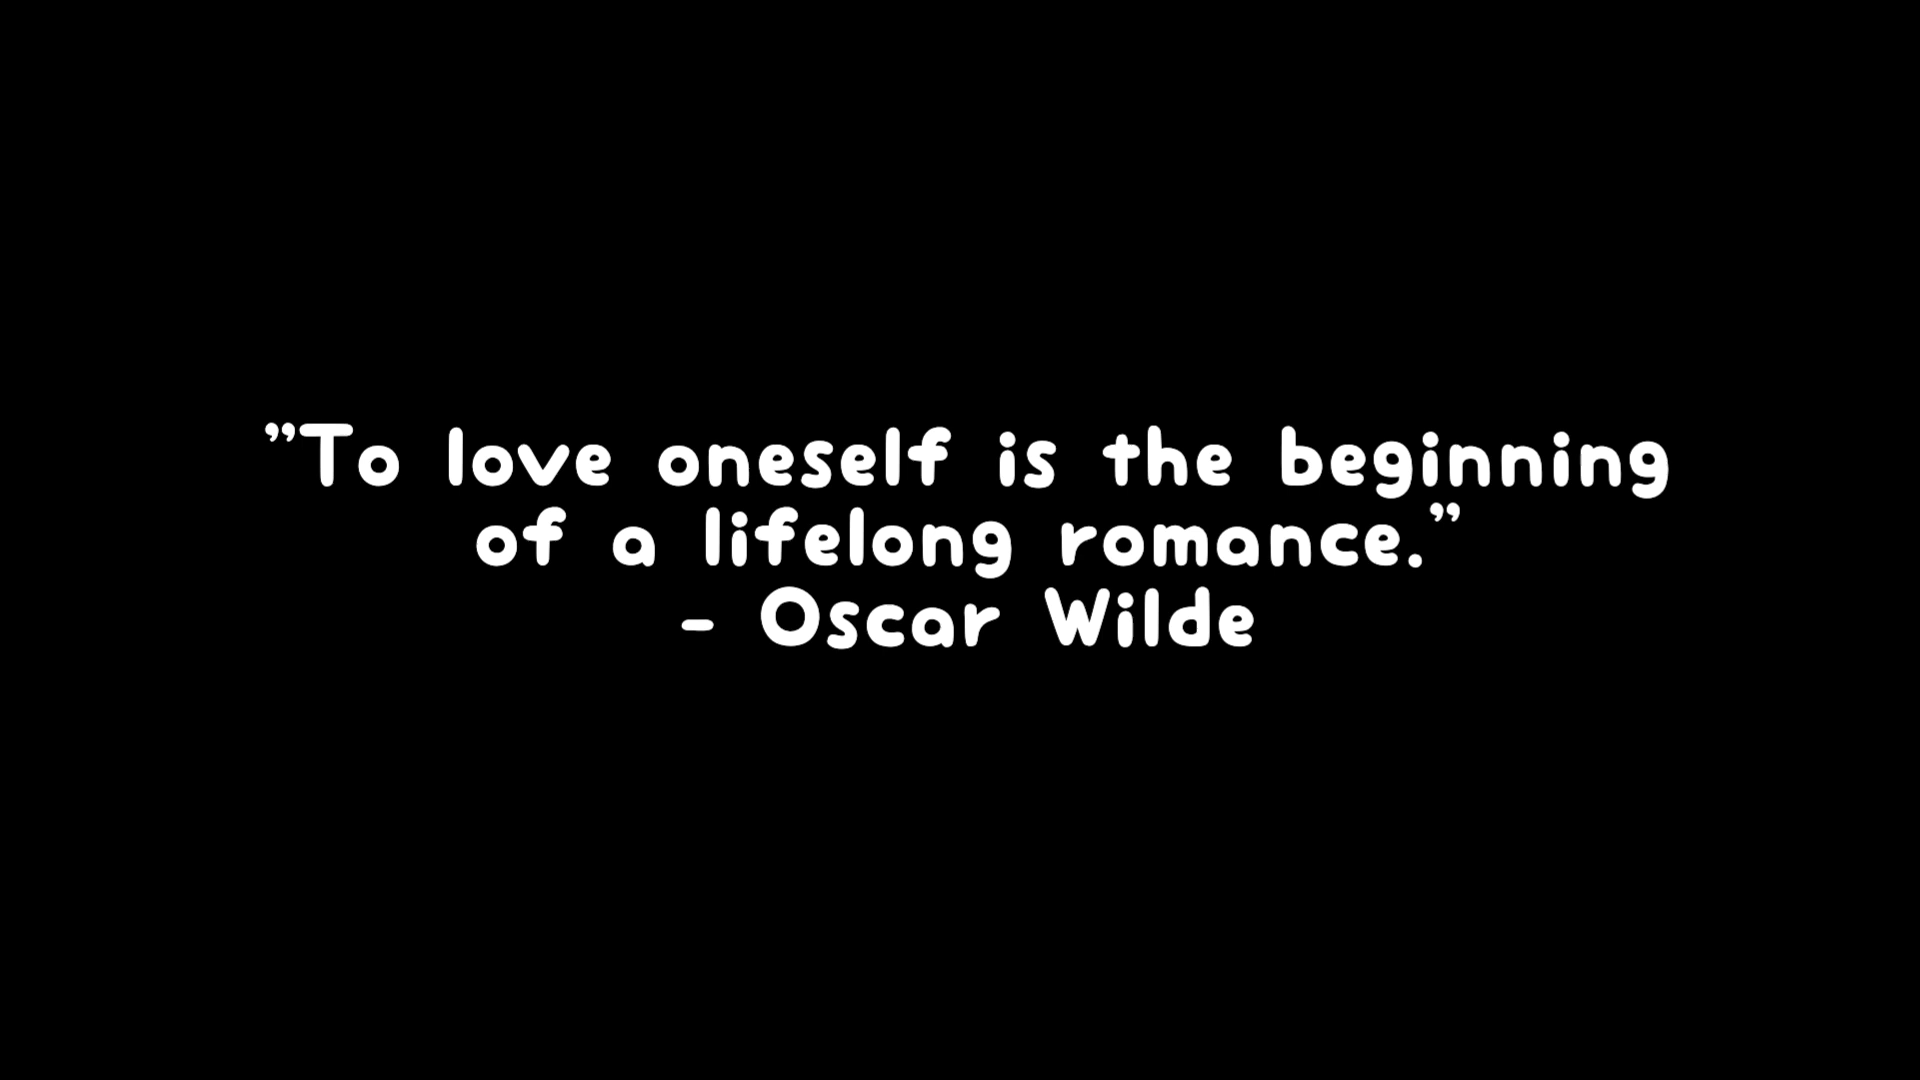 ”To love oneself is the beginning
of a lifelong romance.”
- Oscar Wilde